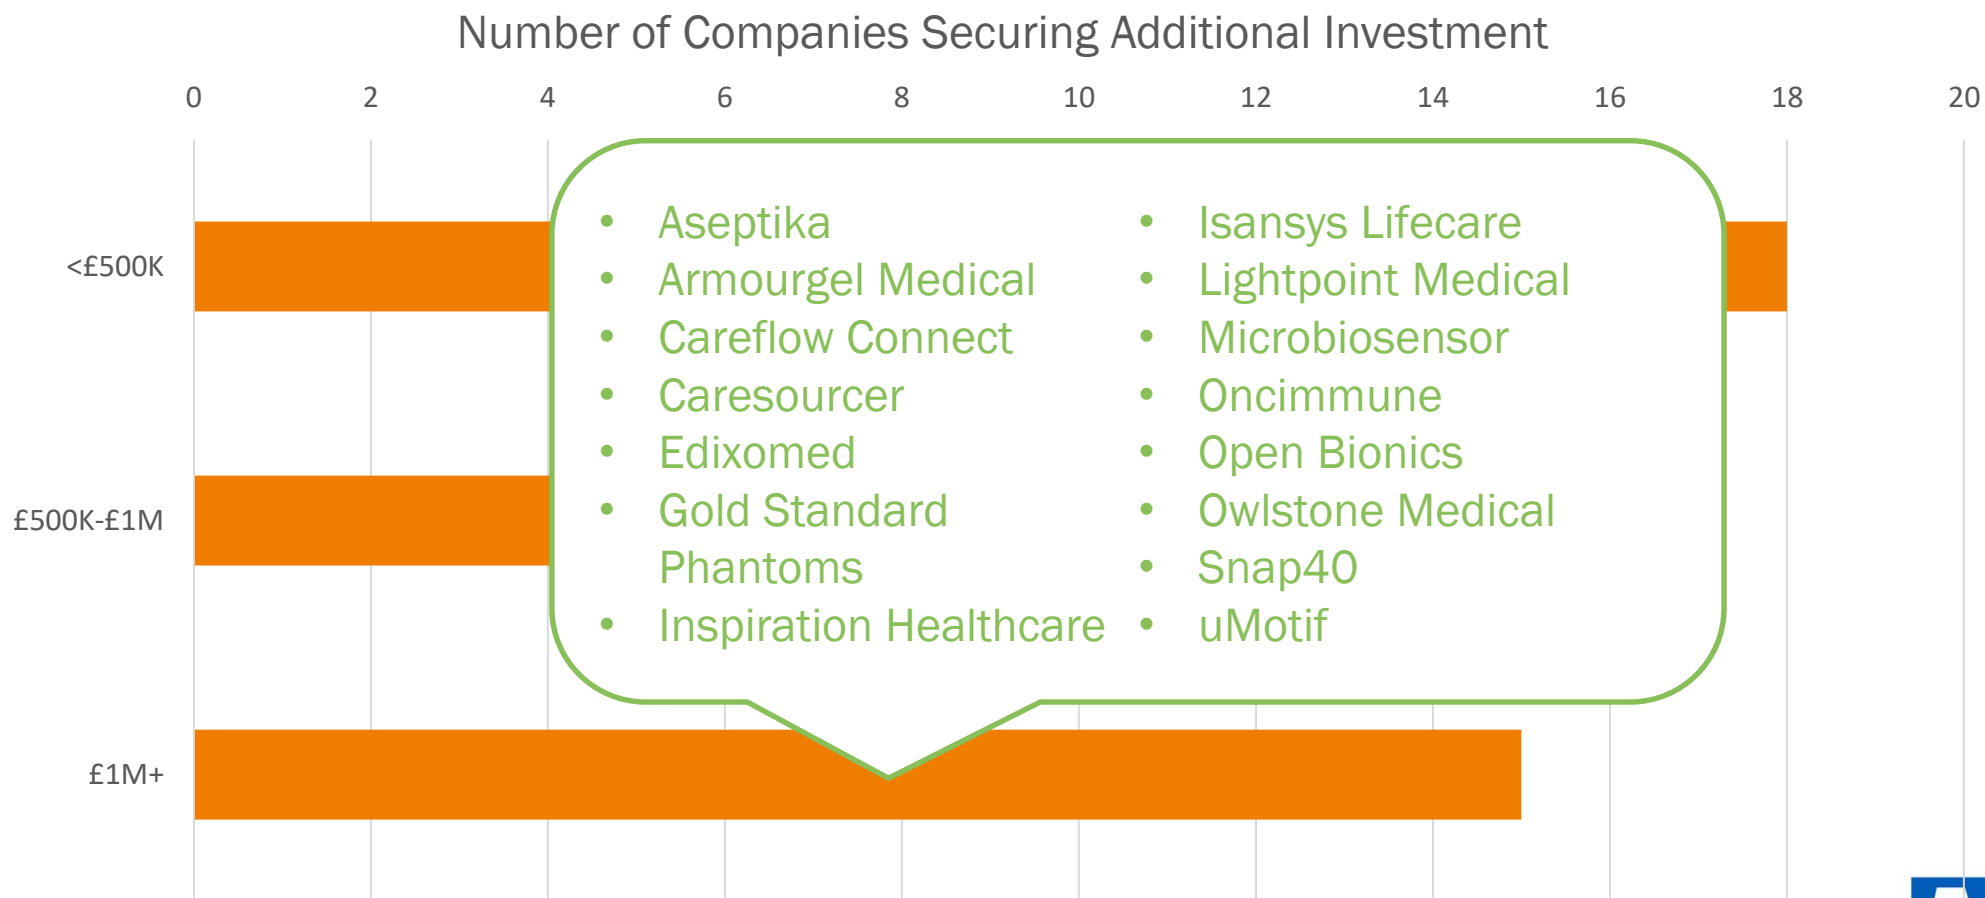 Number of Companies Securing Additional Investment
0 2 4 6 8 10 12 14 16 18 20
<£500K
£500K-£1M
£1M+
• Aseptika
• Armourgel Medical
• Careflow Connect
• Caresourcer
• Edixomed
• Gold Standard
Phantoms
• Inspiration Healthcare
• Isansys Lifecare
• Lightpoint Medical
• Microbiosensor
• Oncimmune
• Open Bionics
• Owlstone Medical
• Snap40
• uMotif